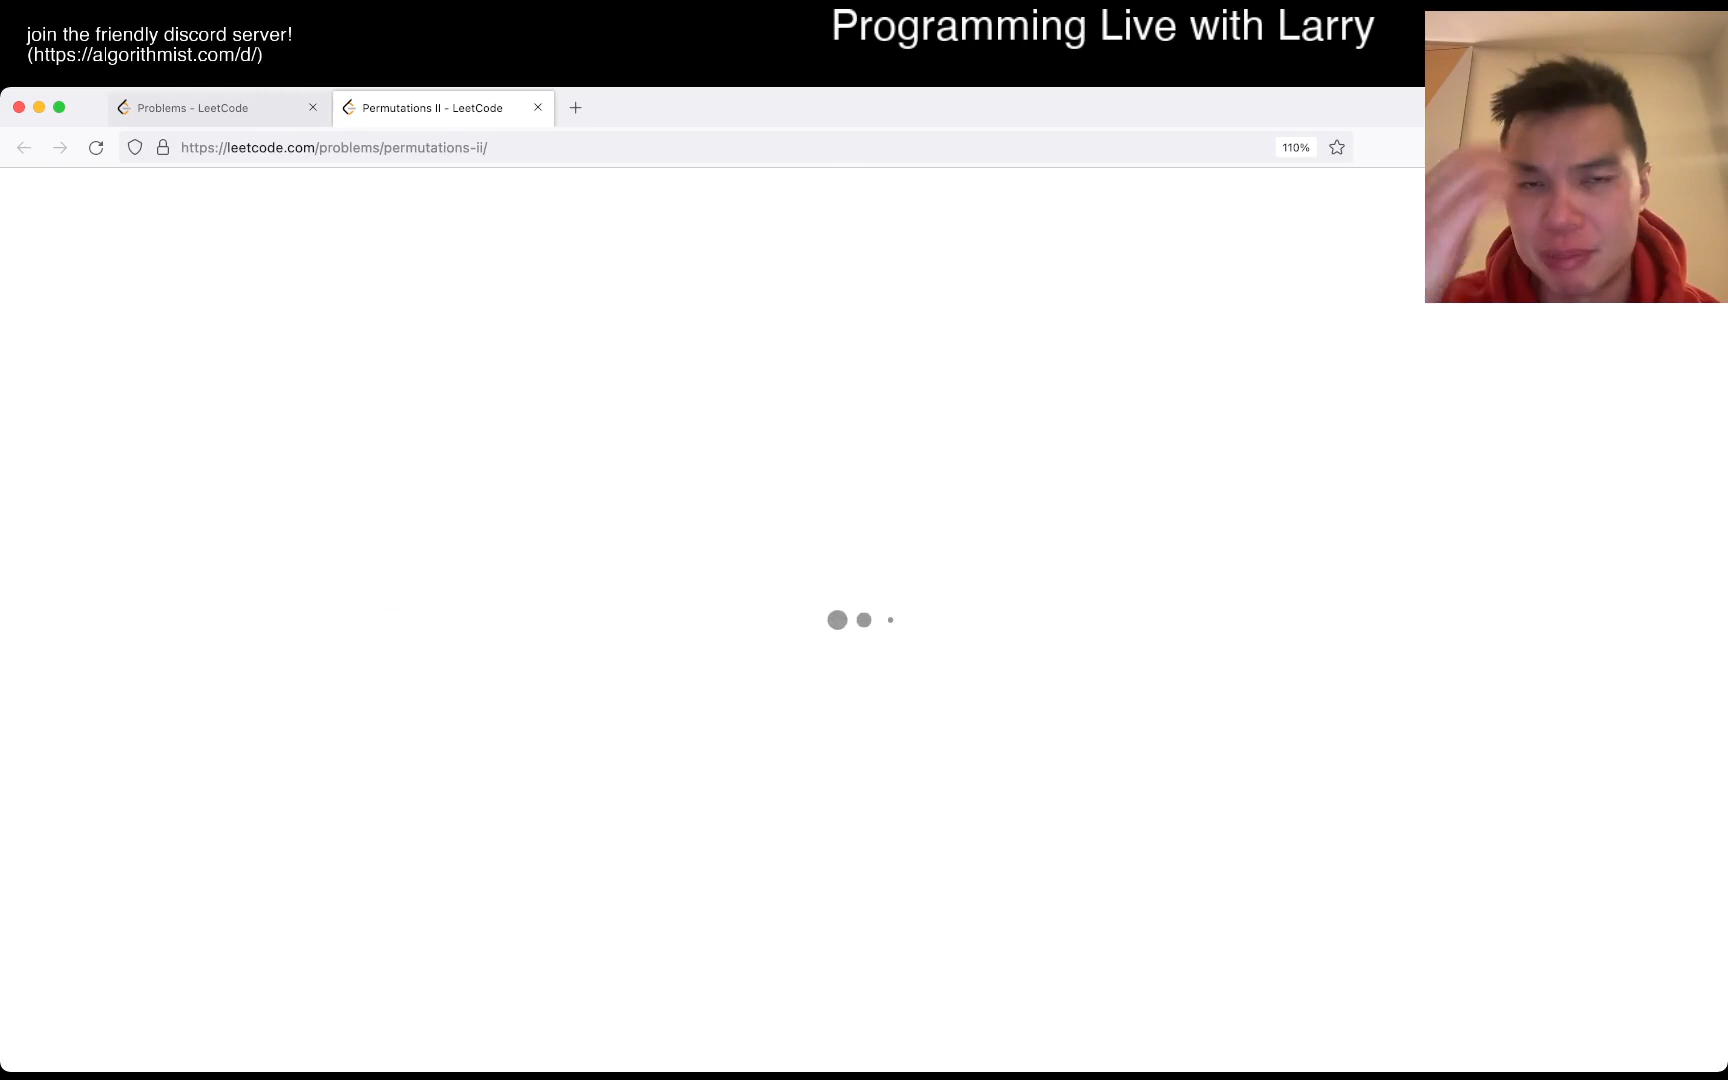 join the friendly discord server!
(https://algorithmist.com/d/)
Programming Live with Larry
Problems - LeetCode
Permutations II - LeetCode
https://leetcode.com/problems/permutations-ii/
110%